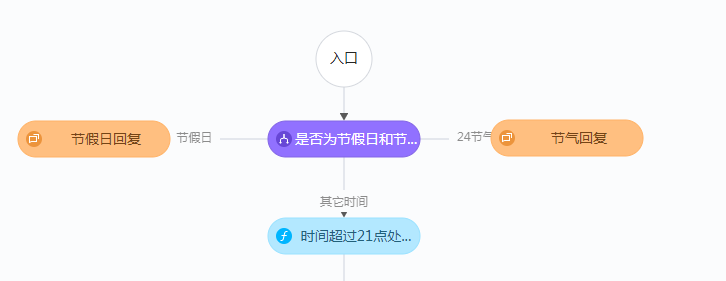 入口
节假日回复
节假日
是否为节假日和节...
24节气
节气回复
其它时间
时间超过21点处...